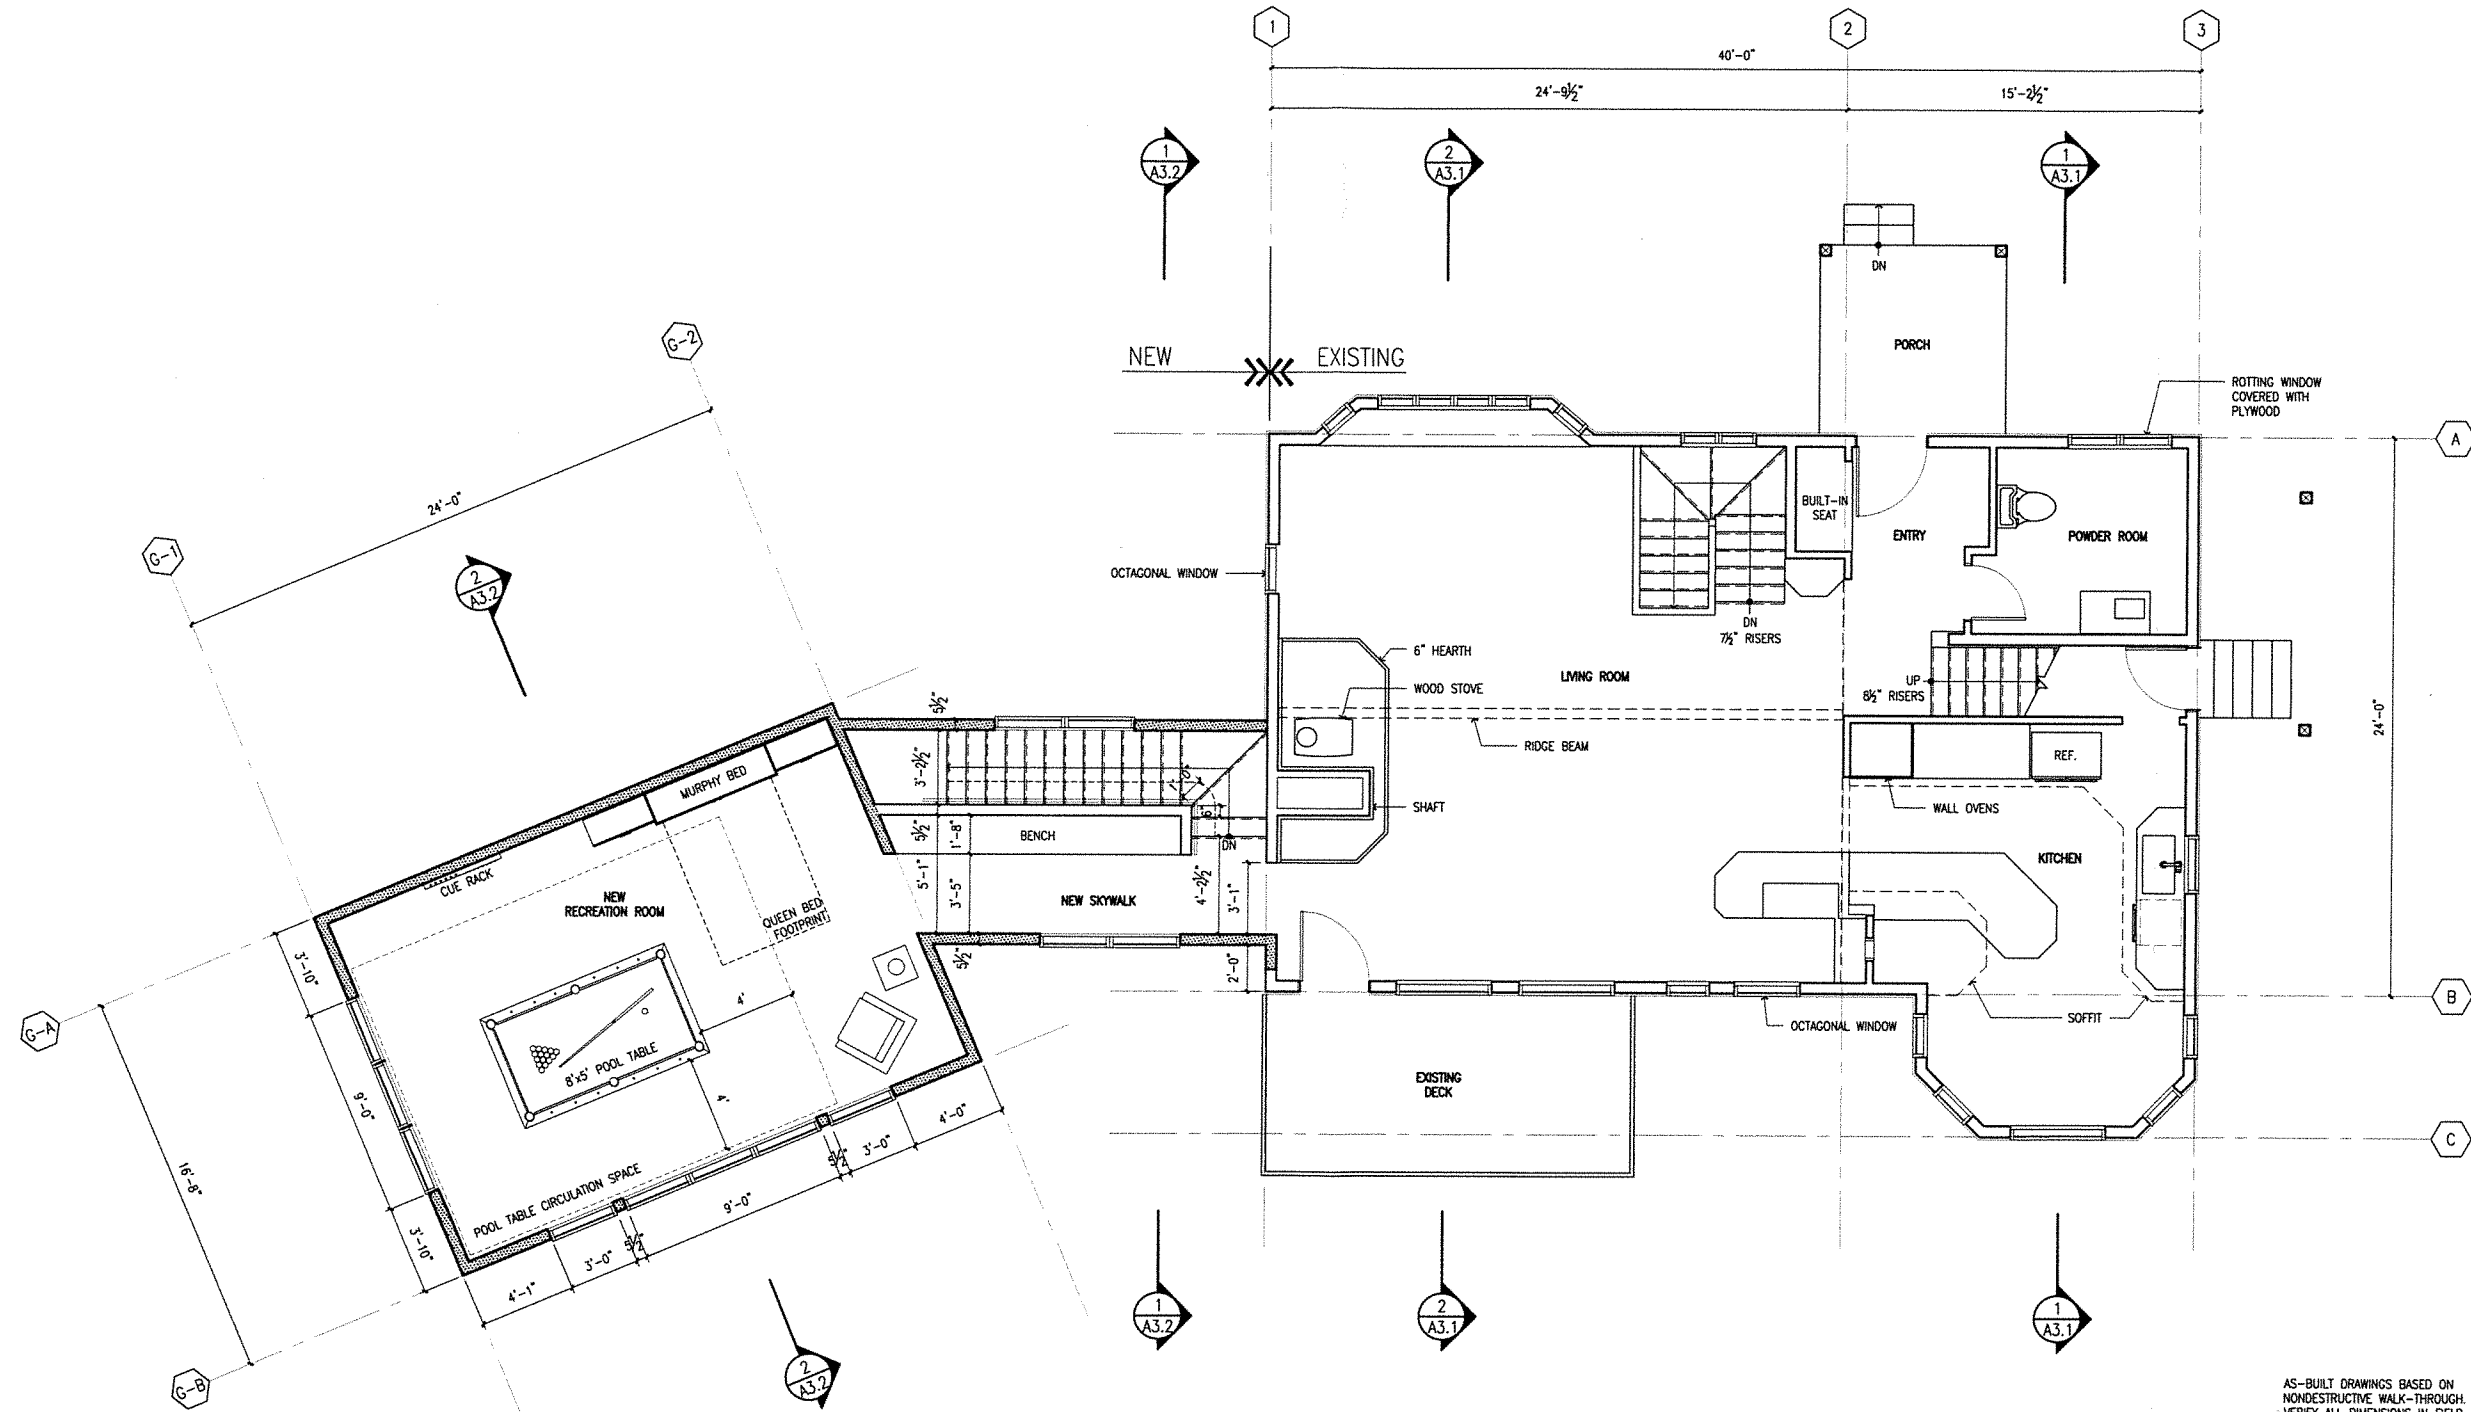 1
2
3
40'-0"
24'-9½"
15'-2½"
1
A3.2
2
A3.1
1
A3.1
DN
PORCH
NEW
EXISTING
ROTTING WINDOW
COVERED WITH
PLYWOOD
G-2
G-1
24'-0"
2
A3.2
A
BUILT-IN
SEAT
ENTRY
POWDER ROOM
OCTAGONAL WINDOW
DN
7½" RISERS
6" HEARTH
LIVING ROOM
WOOD STOVE
UP
8½" RISERS
24'-0"
RIDGE BEAM
REF.
SHAFT
WALL OVENS
KITCHEN
5½"
3'-2½"
1'-0"
6"
MURPHY BED
BENCH
DN
5½"
1'-8"
5'-1"
3'-5"
4'-2½"
3'-1"
NEW SKYWALK
CUE RACK
NEW
RECREATION ROOM
QUEEN BED
FOOTPRINT
5½"
2'-0"
3'-10"
4'
8'x5' POOL TABLE
4'
G-A
B
SOFFIT
OCTAGONAL WINDOW
EXISTING
DECK
9'-0"
4'-0"
3'-0"
5½"
C
16'-8"
POOL TABLE CIRCULATION SPACE
9'-0"
3'-10"
5½"
3'-0"
4'-1"
G-B
2
A3.2
1
A3.2
2
A3.1
1
A3.1
AS-BUILT DRAWINGS BASED ON
NONDESTRUCTIVE WALK-THROUGH.
VERIFY ALL DIMENSIONS IN FIELD